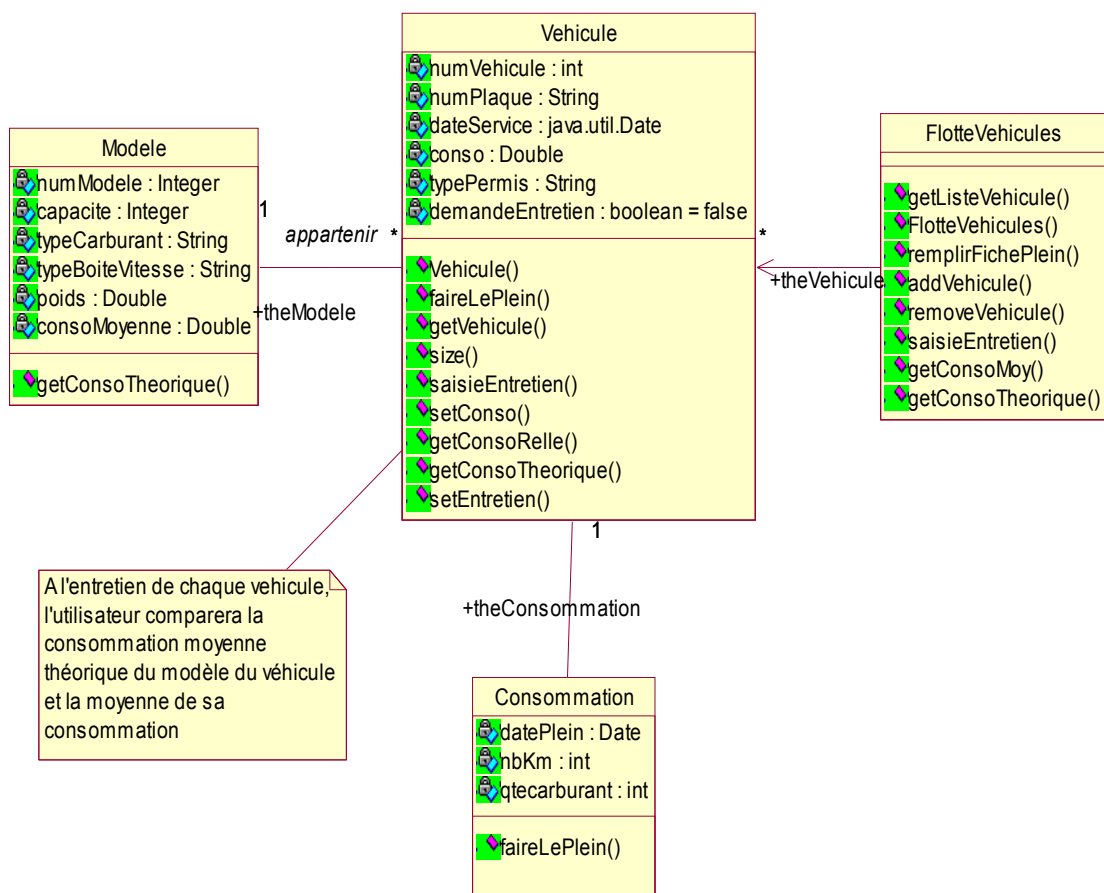 Vehicule
numVehicule : int
numPlaque : String
dateService : java.util.Date
conso : Double
typePermis : String
demandeEntretien : boolean = false
Vehicule()
faireLePlein()
getVehicule()
size()
saisieEntretien()
setConso()
getConsoRelle()
getConsoTheorique()
setEntretien()
Modele
numModele : Integer
capacite : Integer
typeCarburant : String
typeBoiteVitesse : String
poids : Double
consoMoyenne : Double
getConsoTheorique()
1
appartenir
*
+theModele
FlotteVehicules
getListeVehicule()
FlotteVehicules()
remplirFichePlein()
addVehicule()
removeVehicule()
saisieEntretien()
getConsoMoy()
getConsoTheorique()
*
+theVehicule
A l'entretien de chaque vehicule,
l'utilisateur comparera la
consommation moyenne
théorique du modèle du véhicule
et la moyenne de sa
consommation
1
+theConsommation
Consommation
datePlein : Date
nbKm : int
qtecarburant : int
faireLePlein()